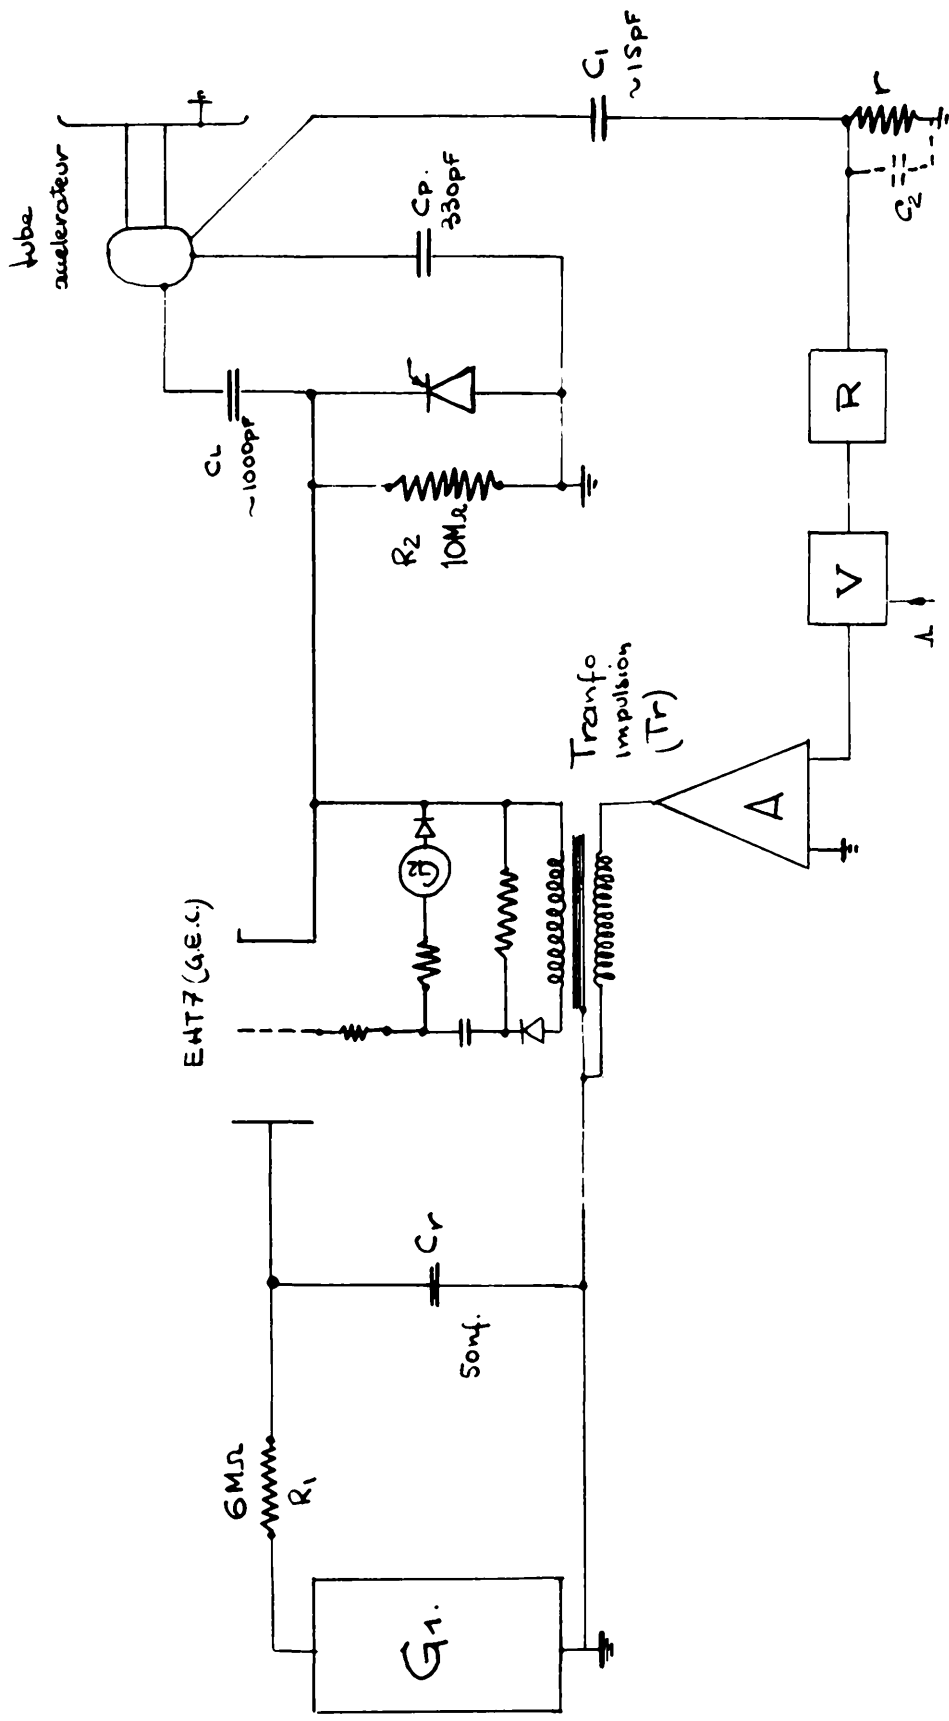 tube
accelerateur
C1
~15pF
Cp.
330pF
CL
~1000pF
R2
10MΩ
r
C2
R
V
A
Tranfo
impulsion
(Tr)
EHT7 (G.E.C.)
G2
Cr
50nf.
6MΩ
R1
G1.